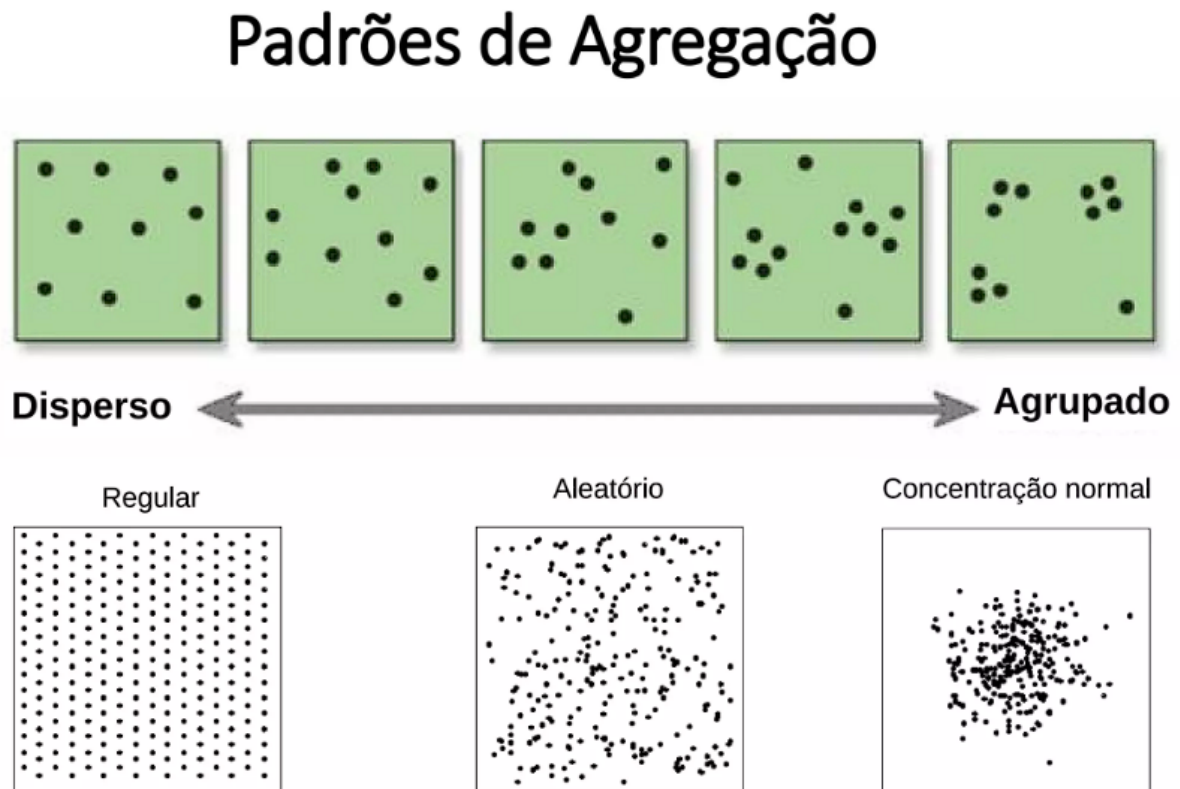 Padrões de Agregação
Disperso
Agrupado
Regular
Aleatório
Concentração normal